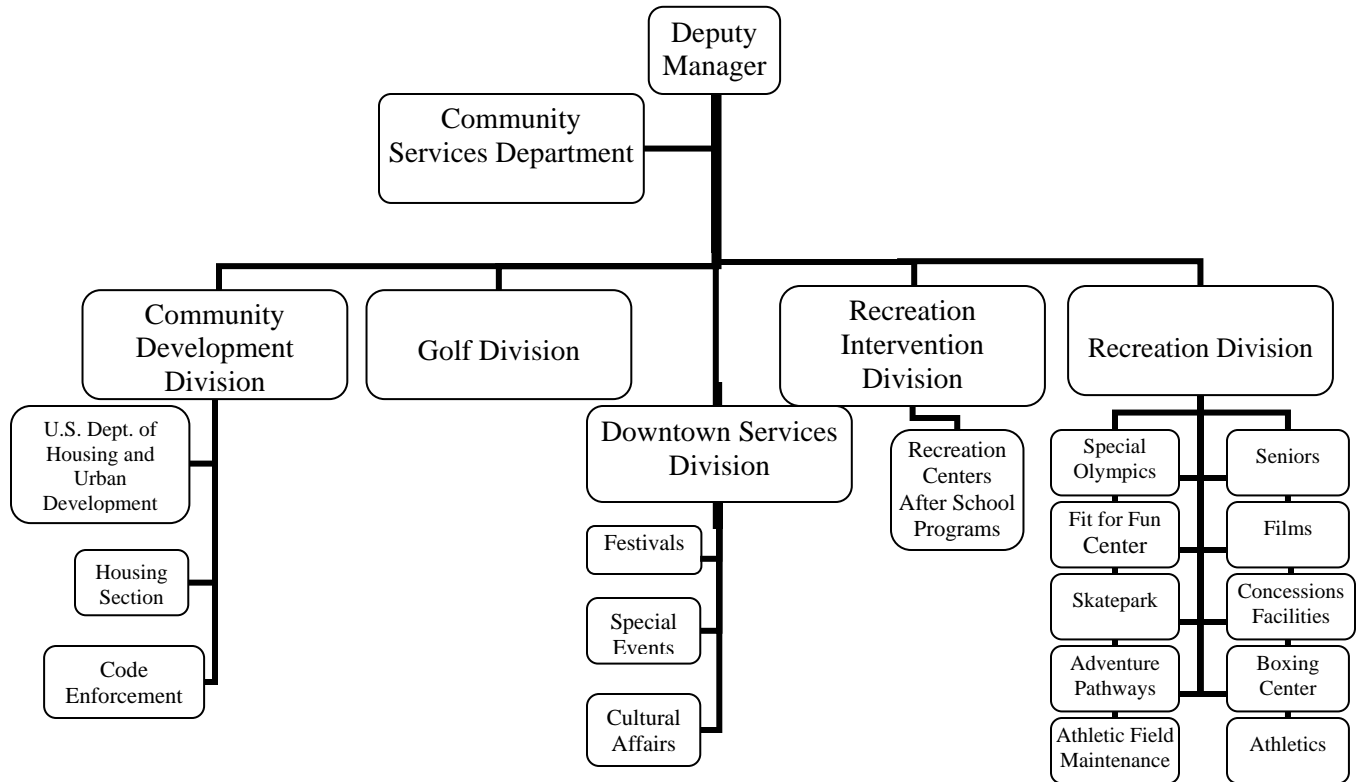 Deputy
Manager
Community
Services Department
Community
Development
Division
Golf Division
Recreation
Intervention
Division
Recreation Division
U.S. Dept. of
Housing and
Urban
Development
Housing
Section
Code
Enforcement
Downtown Services
Division
Festivals
Special
Events
Cultural
Affairs
Recreation
Centers
After School
Programs
Special
Olympics
Seniors
Fit for Fun
Center
Films
Skatepark
Concessions
Facilities
Adventure
Pathways
Boxing
Center
Athletic Field
Maintenance
Athletics